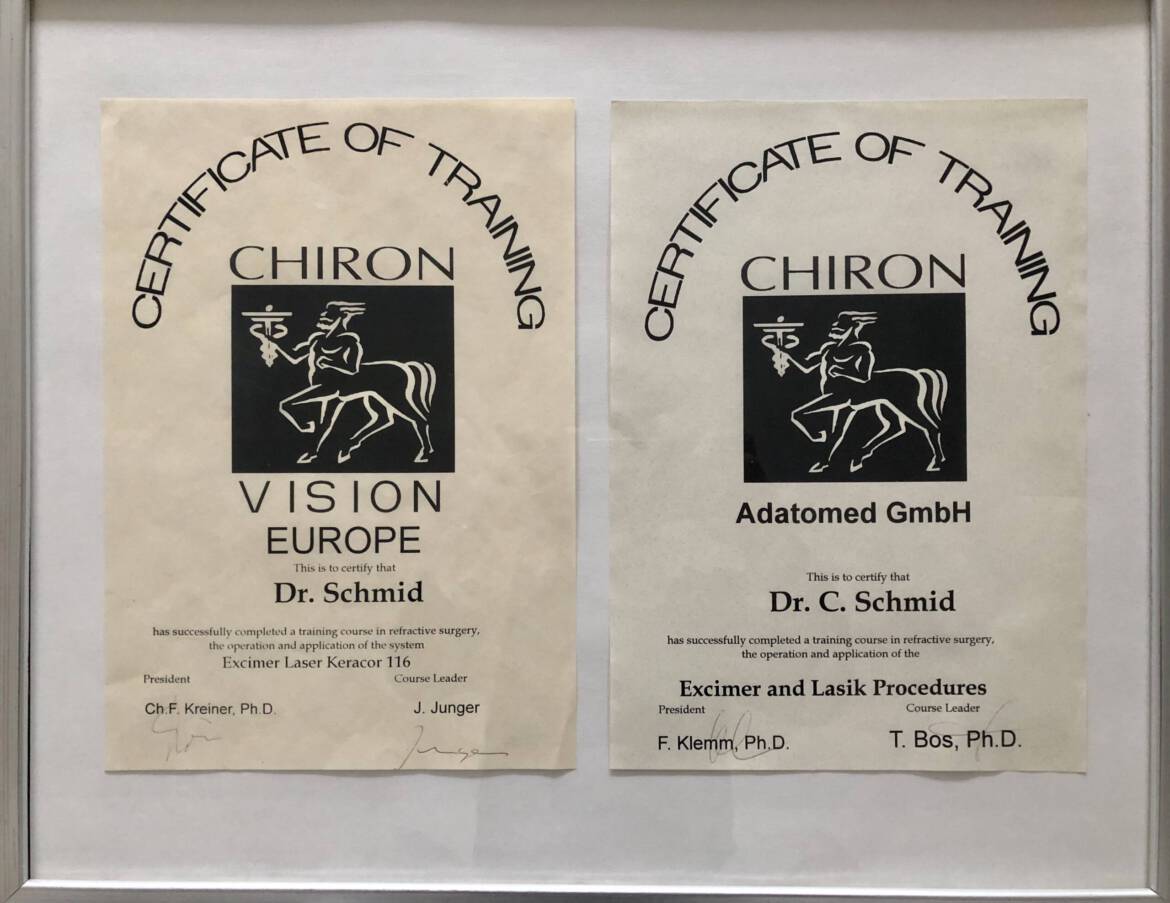 CERTIFICATE OF TRAINING
CHIRON
VISION
EUROPE
This is to certify that
Dr. Schmid
has successfully completed a training course in refractive surgery,
the operation and application of the system
Excimer Laser Keracor 116
President Course Leader
Ch.F. Kreiner, Ph.D. J. Junger
CERTIFICATE OF TRAINING
CHIRON
Adatomed GmbH
This is to certify that
Dr. C. Schmid
has successfully completed a training course in refractive surgery,
the operation and application of the
Excimer and Lasik Procedures
President Course Leader
F. Klemm, Ph.D. T. Bos, Ph.D.